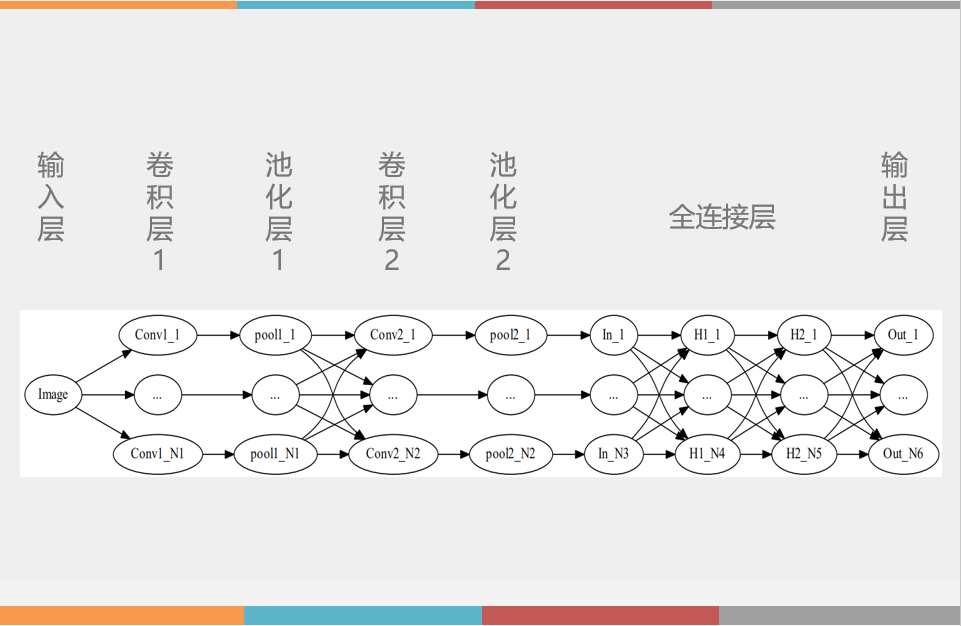 输入层
卷积层1
池化层1
卷积层2
池化层2
全连接层
输出层
Conv1_1 pool1_1 Conv2_1 pool2_1 In_1 H1_1 H2_1 Out_1
Image ... ... ... ... ... ... ... ...
Conv1_N1 pool1_N1 Conv2_N2 pool2_N2 In_N3 H1_N4 H2_N5 Out_N6